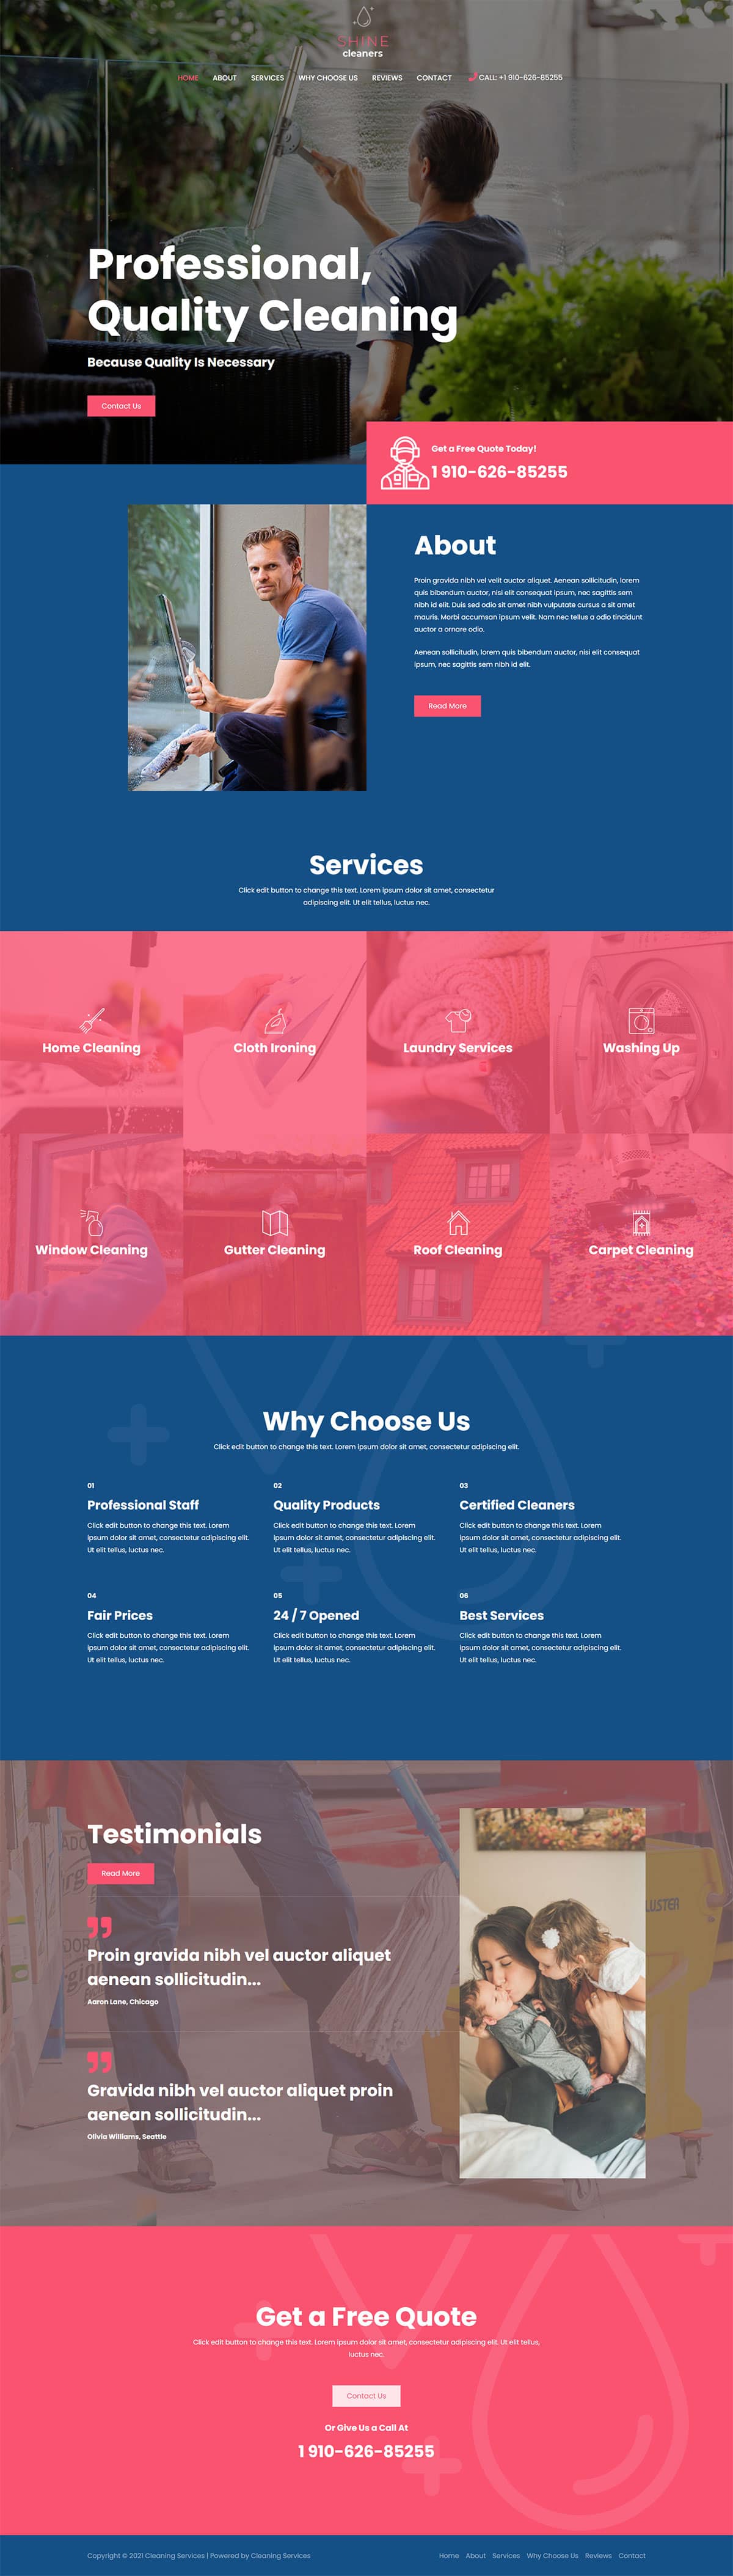 SHINE
cleaners
HOME ABOUT SERVICES WHY CHOOSE US REVIEWS CONTACT CALL: +1 910-626-85255
Professional,
Quality Cleaning
Because Quality Is Necessary
Contact Us
Get a Free Quote Today!
1 910-626-85255
About
Proin gravida nibh vel velit auctor aliquet. Aenean sollicitudin, lorem
quis bibendum auctor, nisi elit consequat ipsum, nec sagittis sem
nibh id elit. Duis sed odio sit amet nibh vulputate cursus a sit amet
mauris. Morbi accumsan ipsum velit. Nam nec tellus a odio tincidunt
auctor a ornare odio.
Aenean sollicitudin, lorem quis bibendum auctor, nisi elit consequat
ipsum, nec sagittis sem nibh id elit.
Read More
Services
Click edit button to change this text. Lorem ipsum dolor sit amet, consectetur
adipiscing elit. Ut elit tellus, luctus nec.
Home Cleaning
Cloth Ironing
Laundry Services
Washing Up
Window Cleaning
Gutter Cleaning
Roof Cleaning
Carpet Cleaning
Why Choose Us
Click edit button to change this text. Lorem ipsum dolor sit amet, consectetur adipiscing elit.
01
Professional Staff
Click edit button to change this text. Lorem
ipsum dolor sit amet, consectetur adipiscing elit.
Ut elit tellus, luctus nec.
02
Quality Products
Click edit button to change this text. Lorem
ipsum dolor sit amet, consectetur adipiscing elit.
Ut elit tellus, luctus nec.
03
Certified Cleaners
Click edit button to change this text. Lorem
ipsum dolor sit amet, consectetur adipiscing elit.
Ut elit tellus, luctus nec.
04
Fair Prices
Click edit button to change this text. Lorem
ipsum dolor sit amet, consectetur adipiscing elit.
Ut elit tellus, luctus nec.
05
24 / 7 Opened
Click edit button to change this text. Lorem
ipsum dolor sit amet, consectetur adipiscing elit.
Ut elit tellus, luctus nec.
06
Best Services
Click edit button to change this text. Lorem
ipsum dolor sit amet, consectetur adipiscing elit.
Ut elit tellus, luctus nec.
Testimonials
Read More
Proin gravida nibh vel auctor aliquet
aenean sollicitudin...
Aaron Lane, Chicago
Gravida nibh vel auctor aliquet proin
aenean sollicitudin...
Olivia Williams, Seattle
Get a Free Quote
Click edit button to change this text. Lorem ipsum dolor sit amet, consectetur adipiscing elit. Ut elit tellus,
luctus nec.
Contact Us
Or Give Us a Call At
1 910-626-85255
Copyright © 2021 Cleaning Services | Powered by Cleaning Services
Home About Services Why Choose Us Reviews Contact